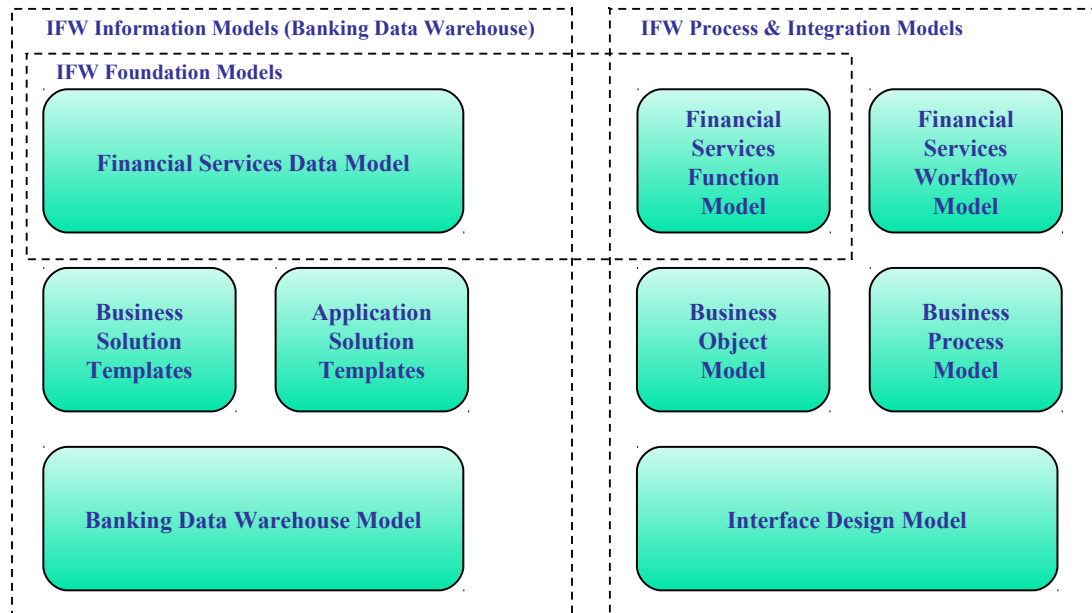 IFW Information Models (Banking Data Warehouse)
IFW Process & Integration Models
IFW Foundation Models
Financial Services Data Model
Financial
Services
Function
Model
Financial
Services
Workflow
Model
Business
Solution
Templates
Application
Solution
Templates
Business
Object
Model
Business
Process
Model
Banking Data Warehouse Model
Interface Design Model